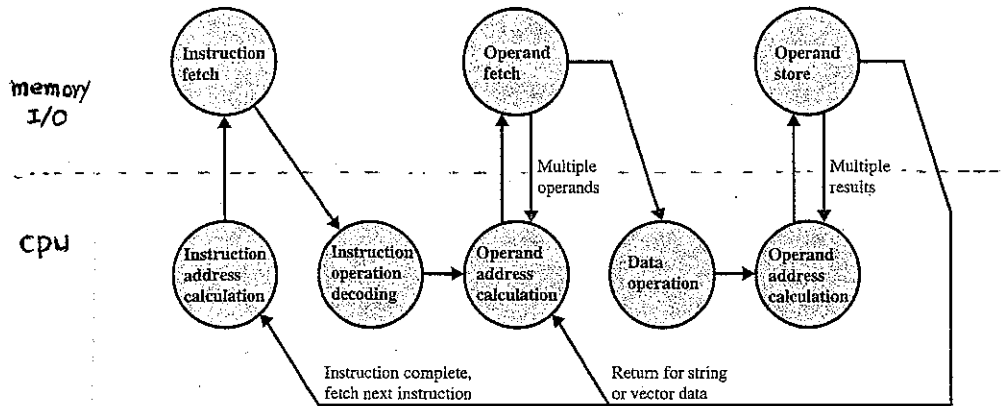 Instruction
fetch
Operand
fetch
Operand
store
memory/
I/O
Multiple
operands
Multiple
results
CPU
Instruction
address
calculation
Instruction
operation
decoding
Operand
address
calculation
Data
operation
Operand
address
calculation
Instruction complete,
fetch next instruction
Return for string
or vector data